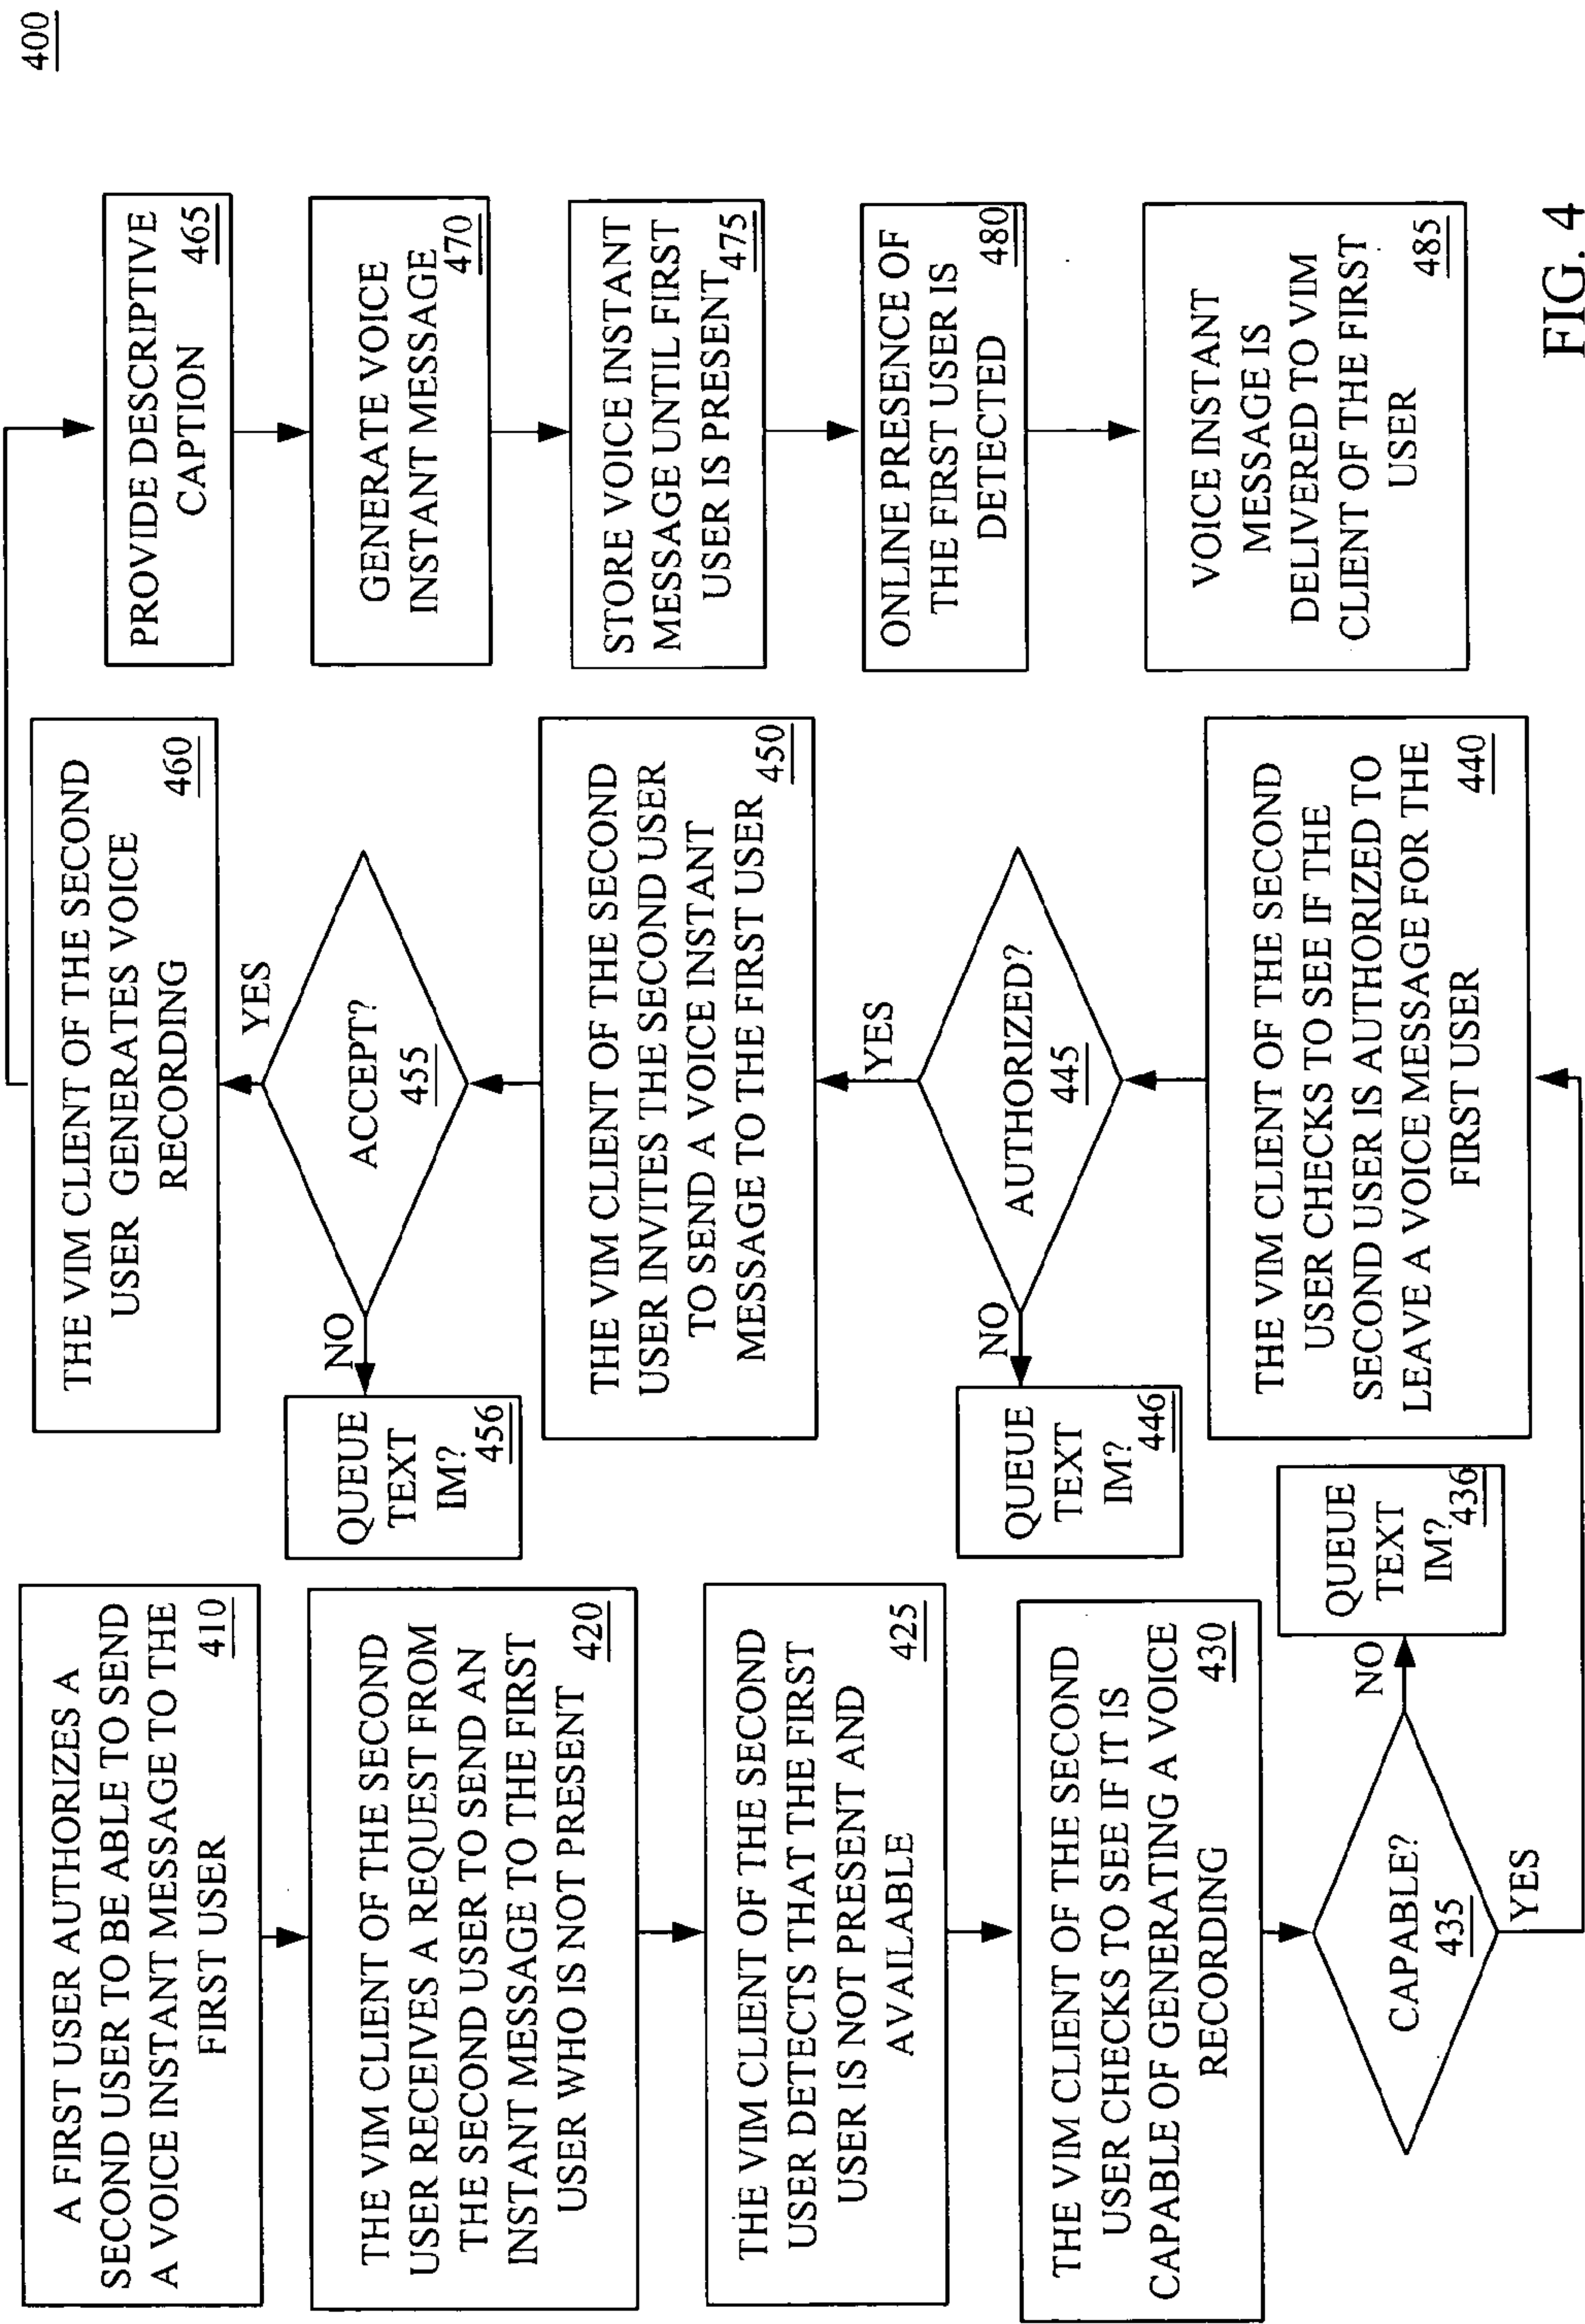 400
A FIRST USER AUTHORIZES A
SECOND USER TO BE ABLE TO SEND
A VOICE INSTANT MESSAGE TO THE
FIRST USER
410
THE VIM CLIENT OF THE SECOND
USER RECEIVES A REQUEST FROM
THE SECOND USER TO SEND AN
INSTANT MESSAGE TO THE FIRST
USER WHO IS NOT PRESENT
420
THE VIM CLIENT OF THE SECOND
USER DETECTS THAT THE FIRST
USER IS NOT PRESENT AND
AVAILABLE
425
THE VIM CLIENT OF THE SECOND
USER CHECKS TO SEE IF IT IS
CAPABLE OF GENERATING A VOICE
RECORDING
430
CAPABLE?
435
NO
QUEUE
TEXT
IM?
436
YES
THE VIM CLIENT OF THE SECOND
USER CHECKS TO SEE IF THE
SECOND USER IS AUTHORIZED TO
LEAVE A VOICE MESSAGE FOR THE
FIRST USER
440
AUTHORIZED?
445
NO
QUEUE
TEXT
IM?
446
YES
THE VIM CLIENT OF THE SECOND
USER INVITES THE SECOND USER
TO SEND A VOICE INSTANT
MESSAGE TO THE FIRST USER
450
ACCEPT?
455
NO
QUEUE
TEXT
IM?
456
YES
THE VIM CLIENT OF THE SECOND
USER GENERATES VOICE
RECORDING
460
PROVIDE DESCRIPTIVE
CAPTION
465
GENERATE VOICE
INSTANT MESSAGE
470
STORE VOICE INSTANT
MESSAGE UNTIL FIRST
USER IS PRESENT
475
ONLINE PRESENCE OF
THE FIRST USER IS
DETECTED
480
VOICE INSTANT
MESSAGE IS
DELIVERED TO VIM
CLIENT OF THE FIRST
USER
485
FIG. 4